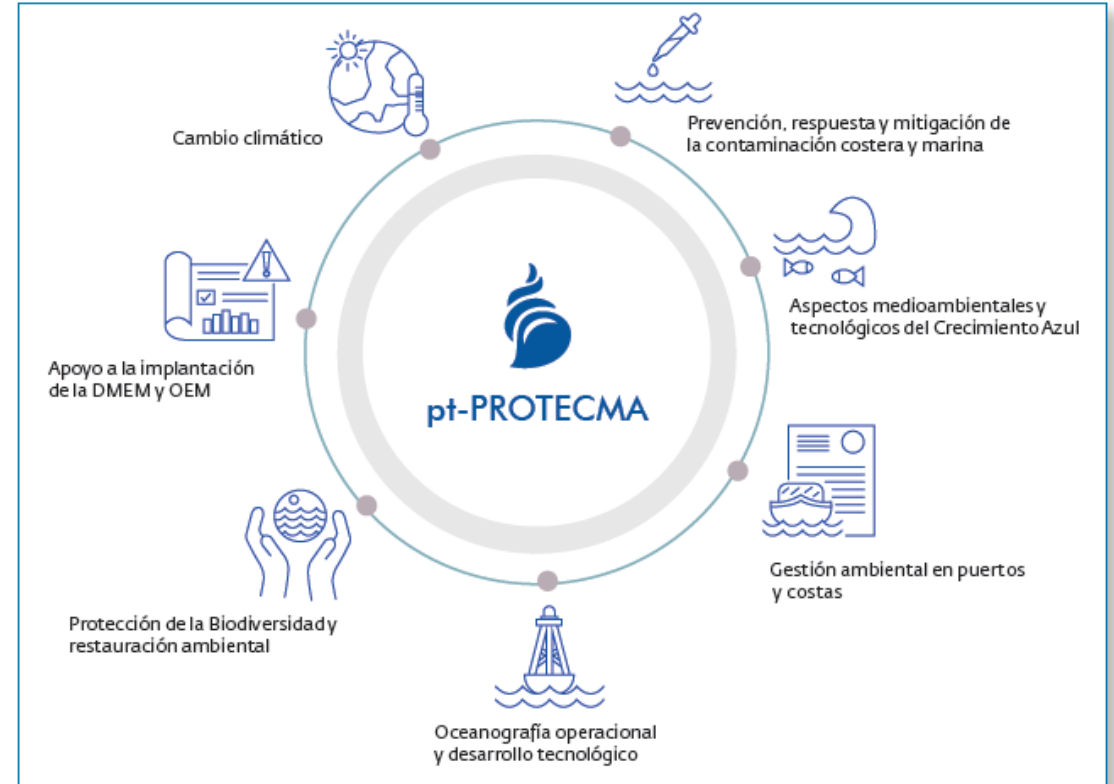 Cambio climático
Prevención, respuesta y mitigación de
la contaminación costera y marina
Aspectos medioambientales y
tecnológicos del Crecimiento Azul
Gestión ambiental en puertos
y costas
Oceanografía operacional
y desarrollo tecnológico
Protección de la Biodiversidad y
restauración ambiental
Apoyo a la implantación
de la DMEM y OEM
pt-PROTECMA